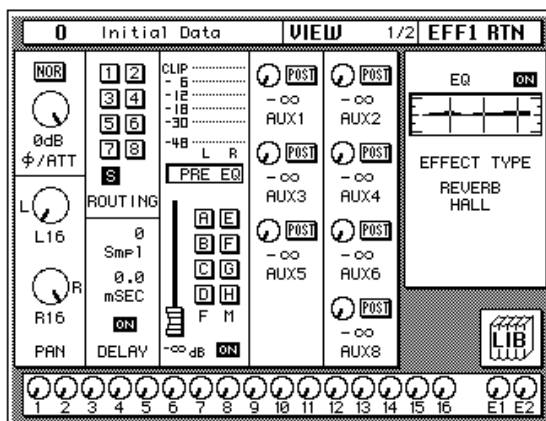 0 Initial Data VIEW 1/2 EFF1 RTN
NOR
0dB
φ/ATT
L
L16
R
R16
PAN
1 2
3 4
5 6
7 8
S
ROUTING
0
Smpl
0.0
mSEC
ON
DELAY
CLIP
- 6
-12
-18
-30
-48
L R
PRE EQ
A E
B F
C G
D H
F M
-∞ dB ON
POST
-∞
AUX1
POST
-∞
AUX2
POST
-∞
AUX3
POST
-∞
AUX4
POST
-∞
AUX5
POST
-∞
AUX6
POST
-∞
AUX8
EQ ON
EFFECT TYPE
REVERB
HALL
LIB
1 2 3 4 5 6 7 8 9 10 11 12 13 14 15 16 E1 E2